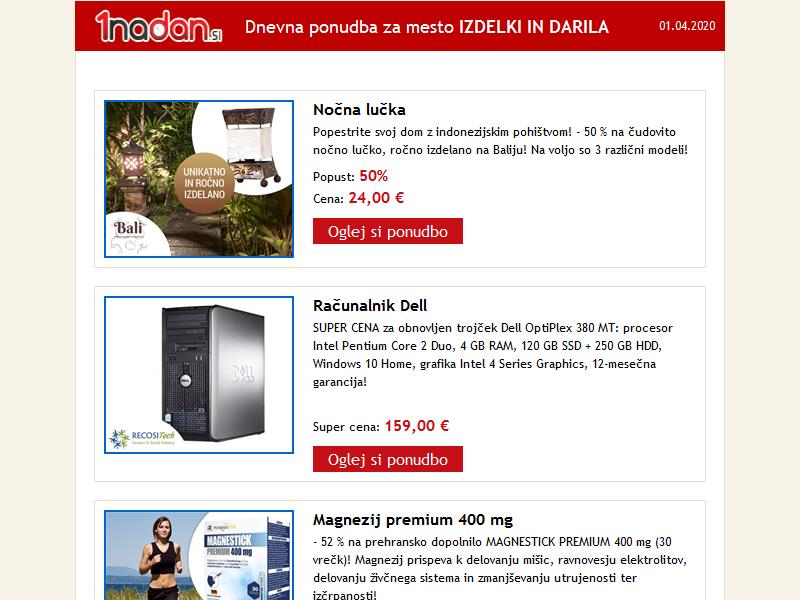 1nadan.si
Dnevna ponudba za mesto IZDELKI IN DARILA
01.04.2020
UNIKATNO
IN ROČNO
IZDELANO
Bali
Nočna lučka
Popestrite svoj dom z indonezijskim pohištvom! - 50 % na čudovito
nočno lučko, ročno izdelano na Baliju! Na voljo so 3 različni modeli!
Popust: 50%
Cena: 24,00 €
Oglej si ponudbo
DELL
RECOSITech
Računalnik Dell
SUPER CENA za obnovljen trojček Dell OptiPlex 380 MT: procesor
Intel Pentium Core 2 Duo, 4 GB RAM, 120 GB SSD + 250 GB HDD,
Windows 10 Home, grafika Intel 4 Series Graphics, 12-mesečna
garancija!
Super cena: 159,00 €
Oglej si ponudbo
MAGNESTICK
PREMIUM 400 mg
Magnezij premium 400 mg
- 52 % na prehransko dopolnilo MAGNESTICK PREMIUM 400 mg (30
vrečk)! Magnezij prispeva k delovanju mišic, ravnovesju elektrolitov,
delovanju živčnega sistema in zmanjševanju utrujenosti ter
izčrpanosti!